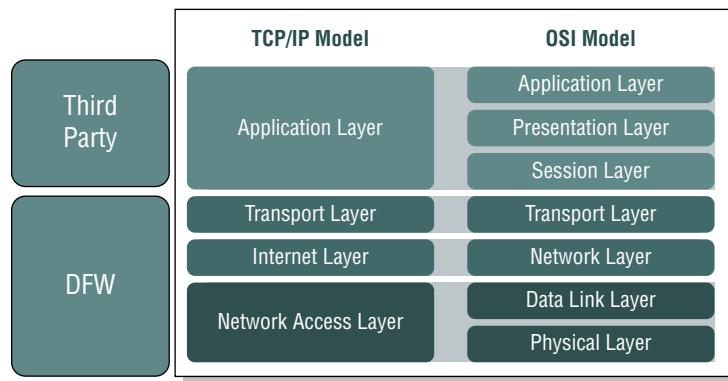 TCP/IP Model
OSI Model
Third
Party
Application Layer
Application Layer
Presentation Layer
Session Layer
DFW
Transport Layer
Transport Layer
Internet Layer
Network Layer
Network Access Layer
Data Link Layer
Physical Layer